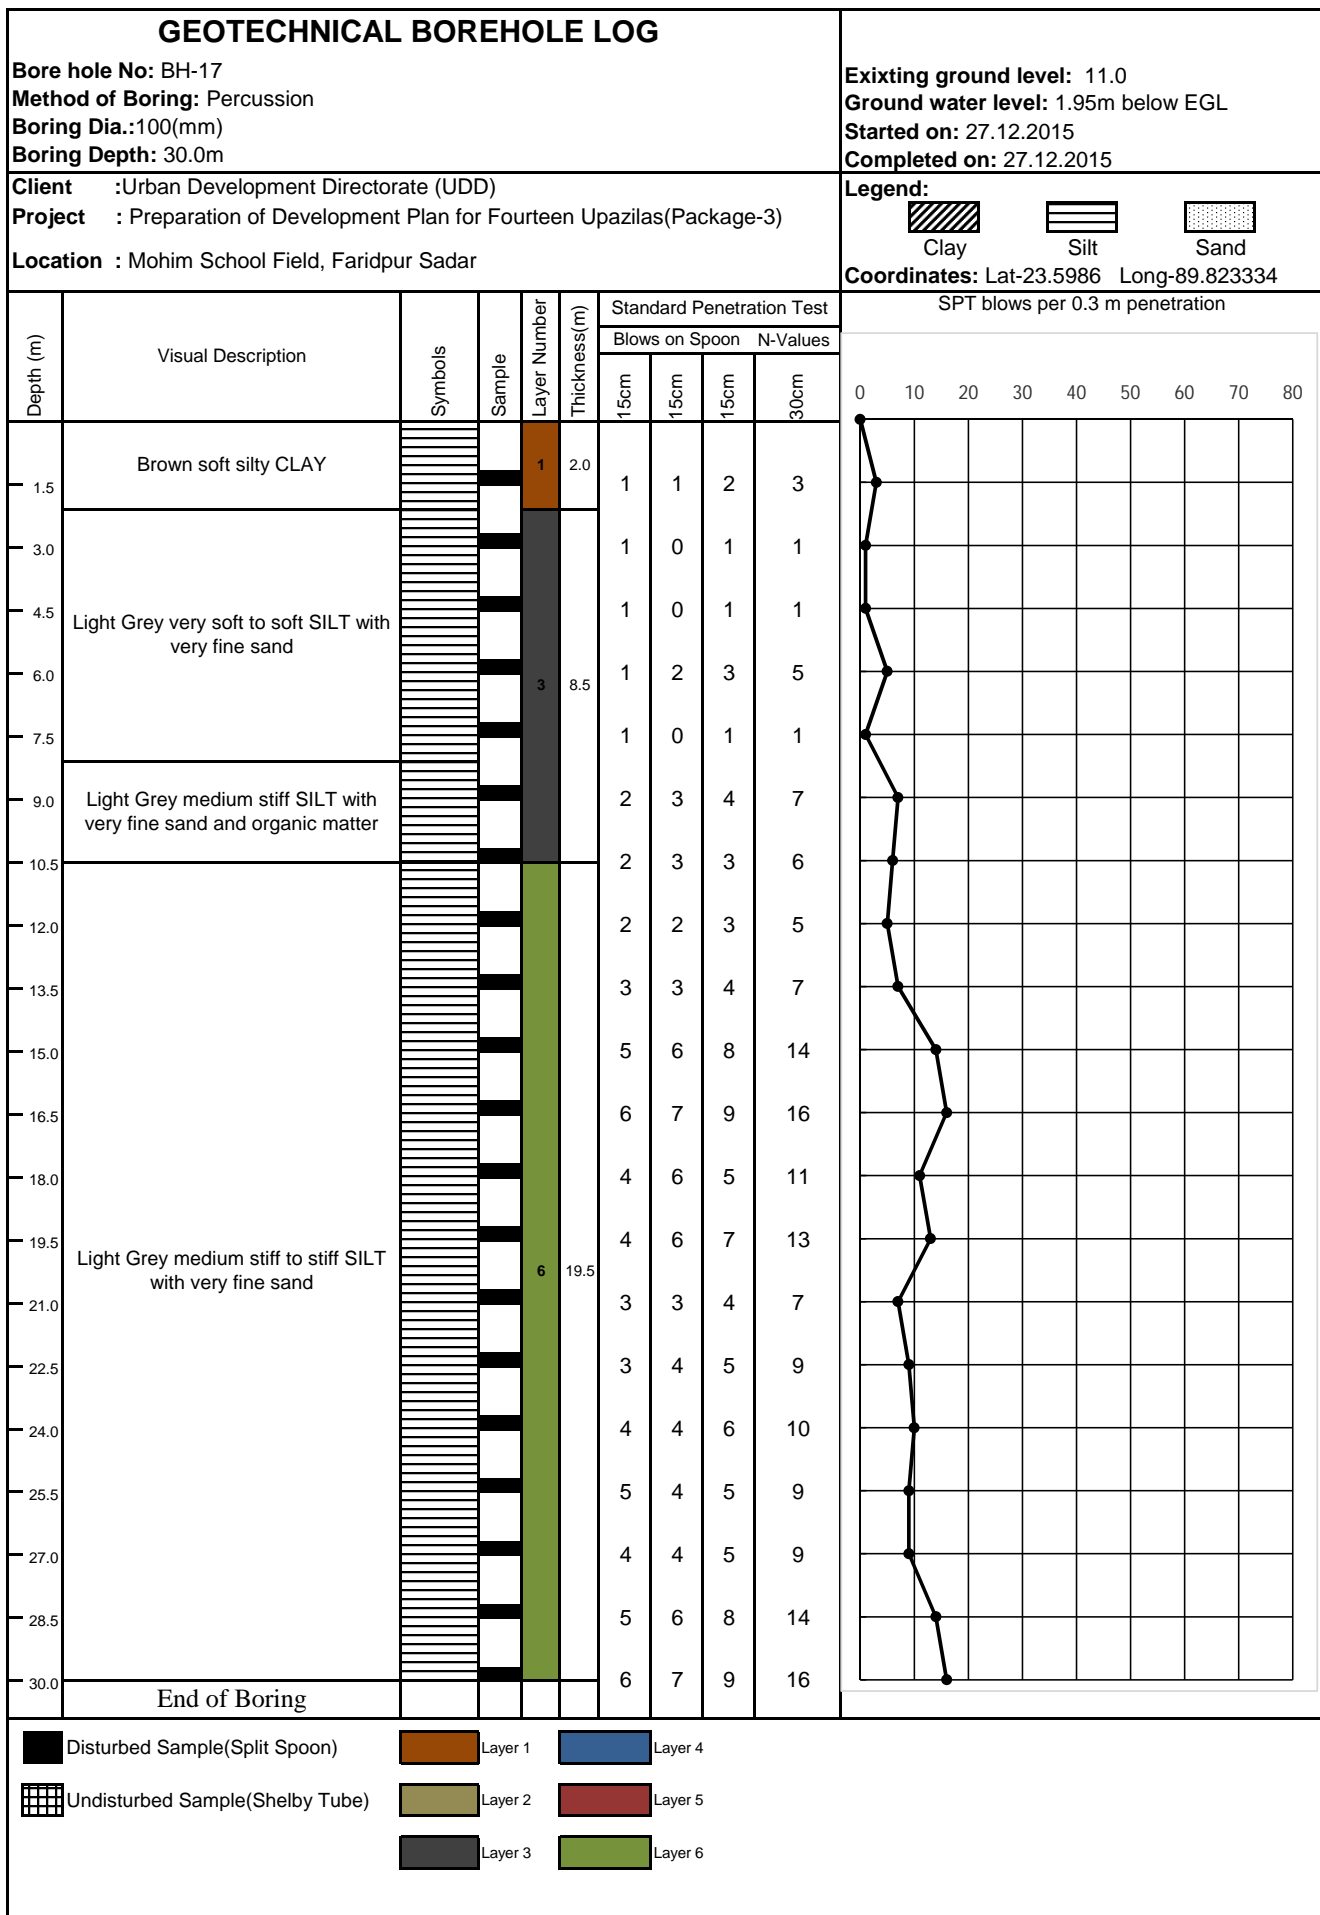 GEOTECHNICAL BOREHOLE LOG
Bore hole No: BH-17
Method of Boring: Percussion
Boring Dia.:100(mm)
Boring Depth: 30.0m
Exixting ground level: 11.0
Ground water level: 1.95m below EGL
Started on: 27.12.2015
Completed on: 27.12.2015
Client :Urban Development Directorate (UDD)
Project : Preparation of Development Plan for Fourteen Upazilas(Package-3)
Location : Mohim School Field, Faridpur Sadar
Legend:
Clay Silt Sand
Coordinates: Lat-23.5986 Long-89.823334
Depth (m)
Visual Description
Symbols
Sample
Layer Number
Thickness(m)
Standard Penetration Test
Blows on Spoon N-Values
15cm 15cm 15cm 30cm
SPT blows per 0.3 m penetration
0 10 20 30 40 50 60 70 80
Brown soft silty CLAY 1 2.0
1.5 1 1 2 3
3.0 1 0 1 1
4.5 1 0 1 1
Light Grey very soft to soft SILT with
very fine sand
6.0 1 2 3 5
3 8.5
7.5 1 0 1 1
9.0 2 3 4 7
Light Grey medium stiff SILT with
very fine sand and organic matter
10.5 2 3 3 6
12.0 2 2 3 5
13.5 3 3 4 7
15.0 5 6 8 14
16.5 6 7 9 16
18.0 4 6 5 11
19.5 4 6 7 13
Light Grey medium stiff to stiff SILT
with very fine sand
6 19.5
21.0 3 3 4 7
22.5 3 4 5 9
24.0 4 4 6 10
25.5 5 4 5 9
27.0 4 4 5 9
28.5 5 6 8 14
30.0 6 7 9 16
End of Boring
Disturbed Sample(Split Spoon) Layer 1 Layer 4
Undisturbed Sample(Shelby Tube) Layer 2 Layer 5
Layer 3 Layer 6